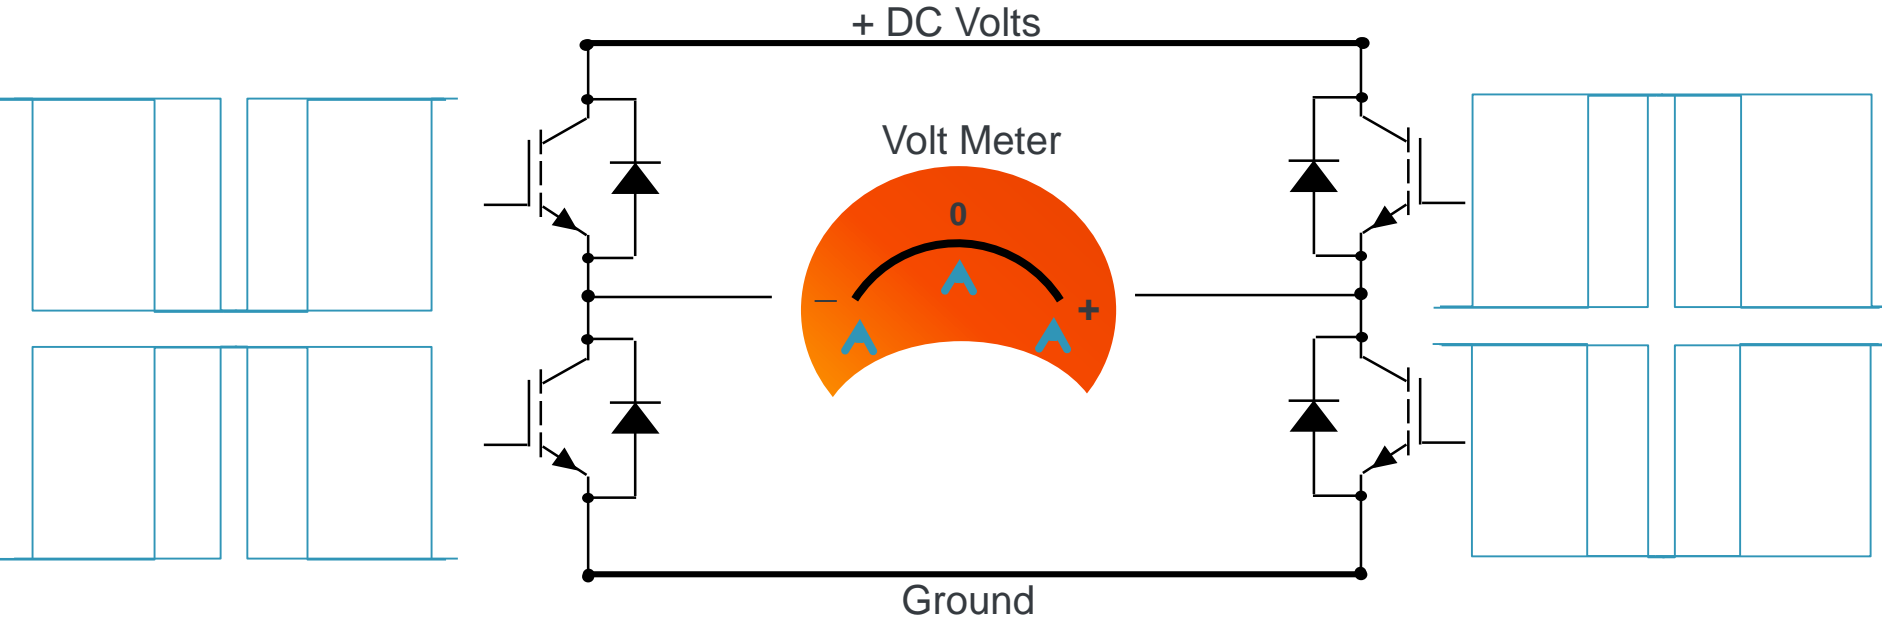 + DC Volts
Volt Meter
0
− +
Ground